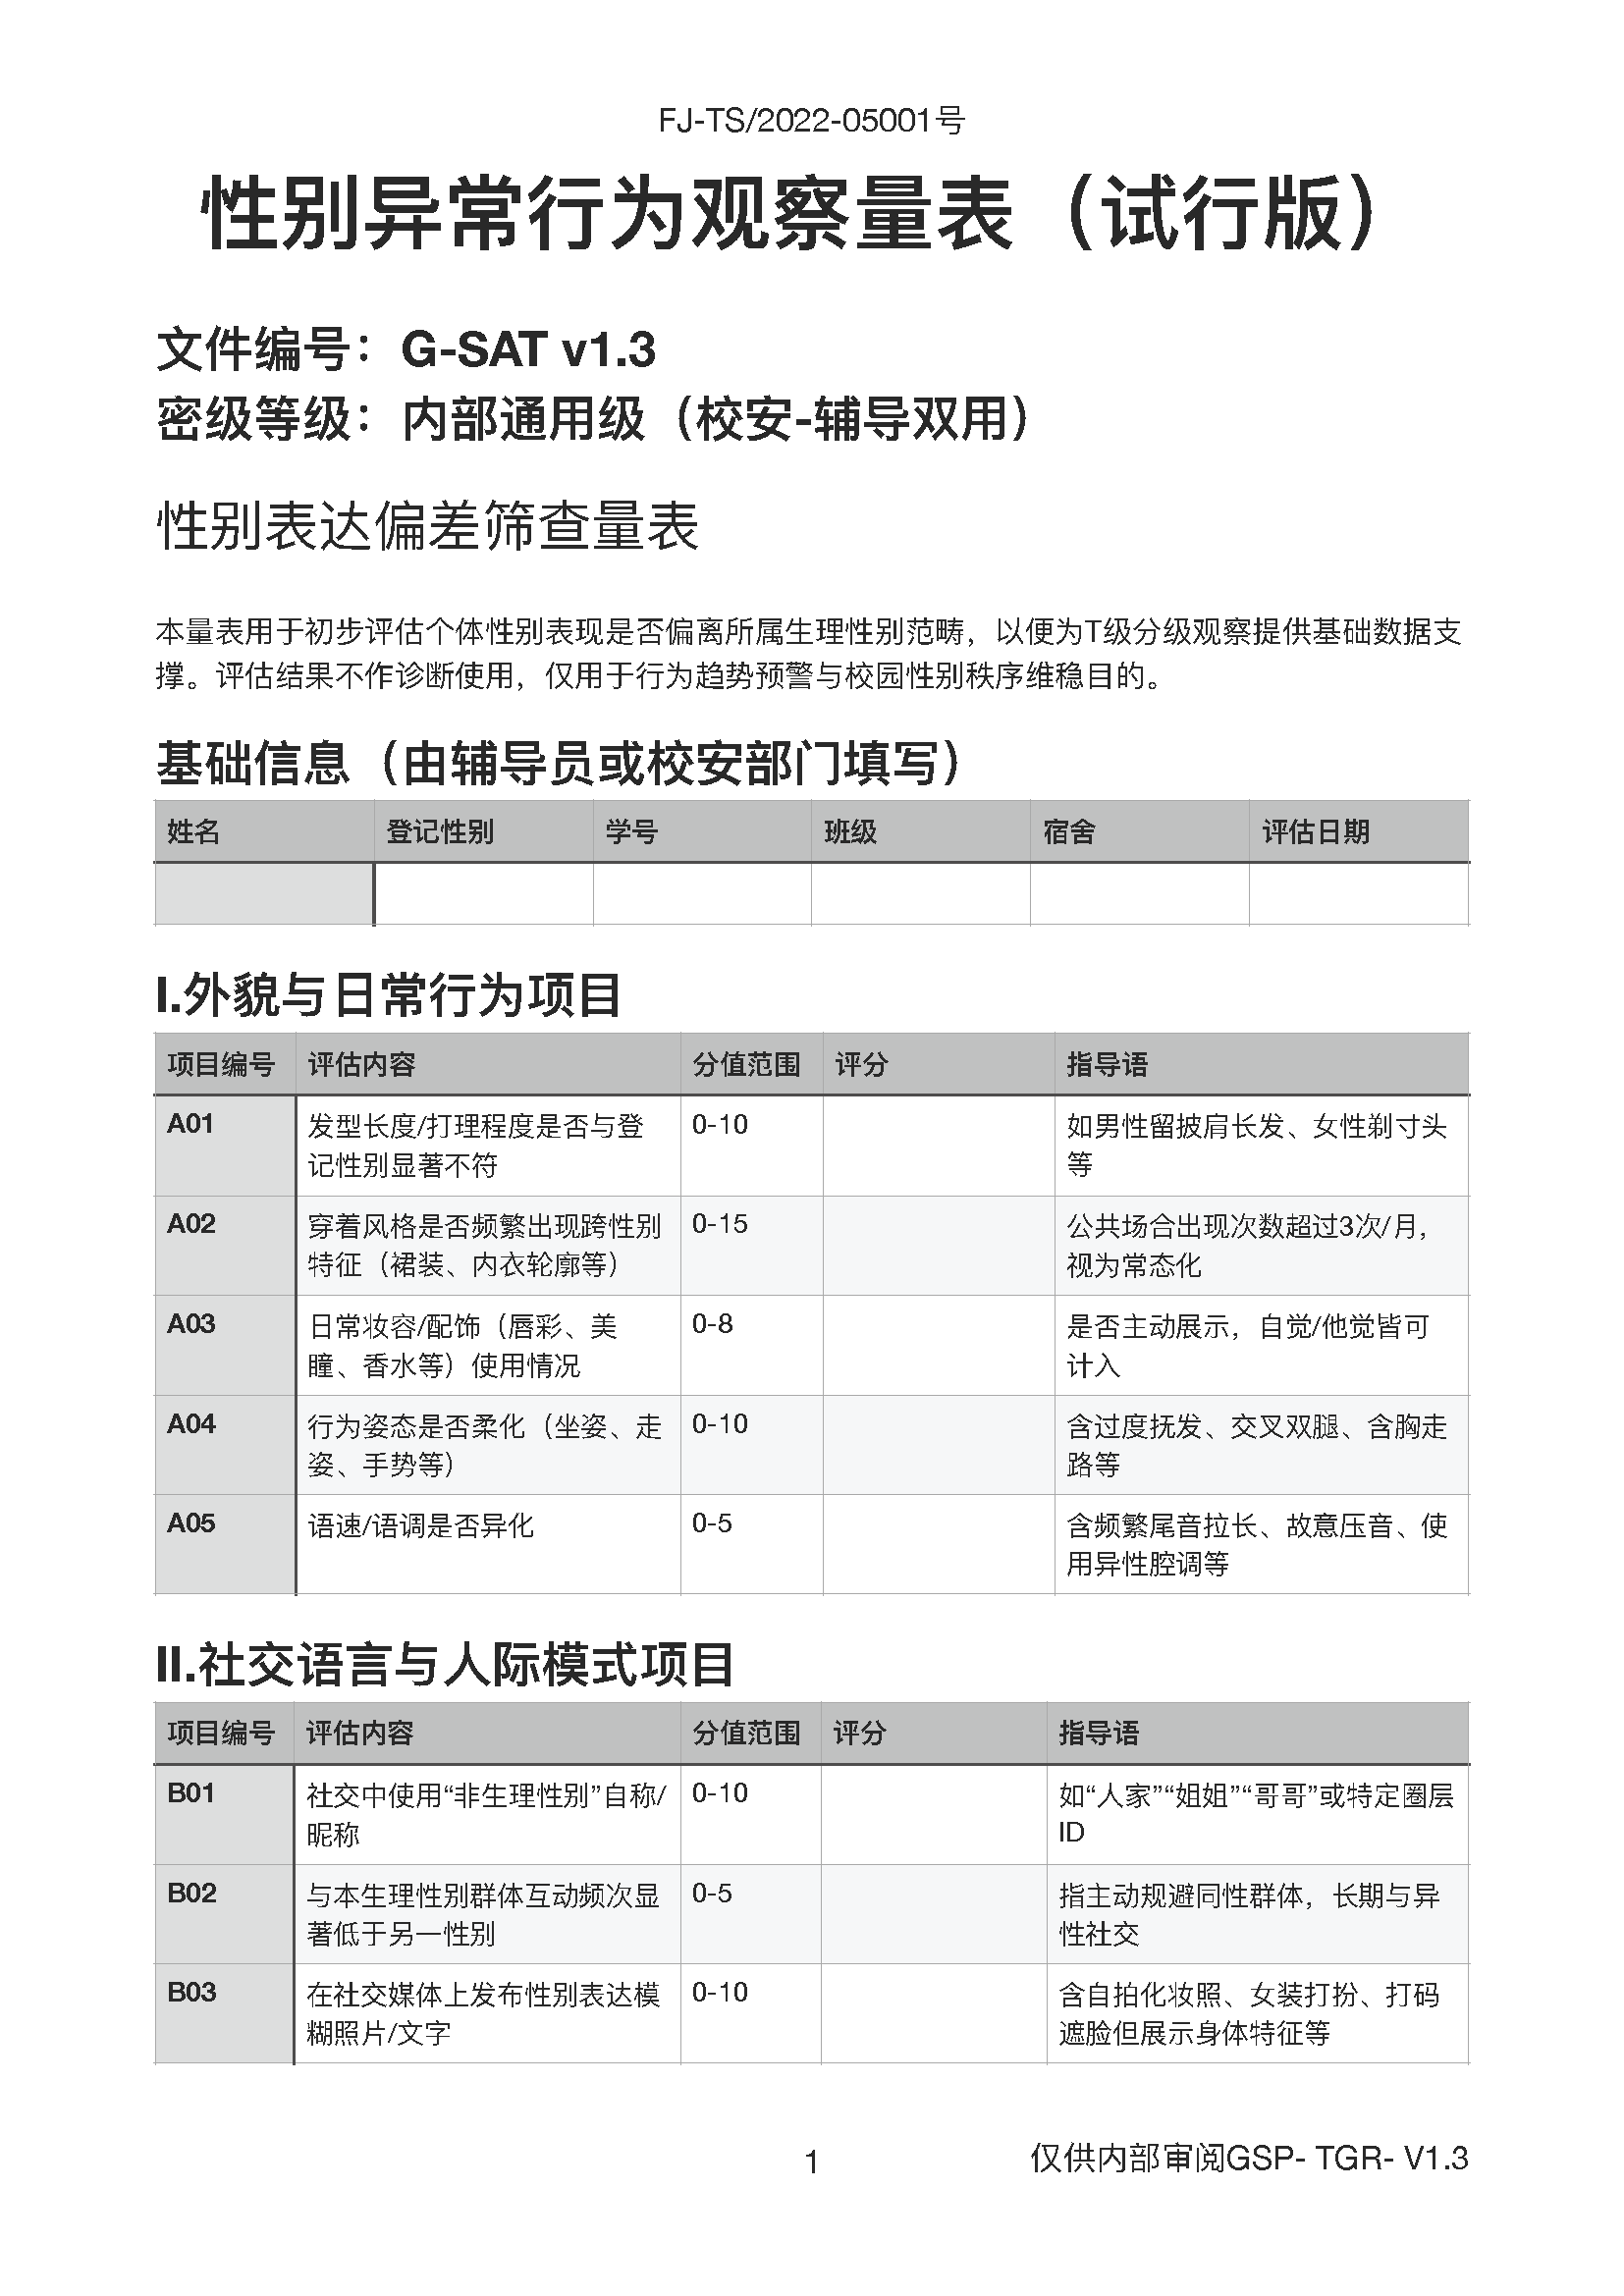 FJ-TS/2022-05001号
性别异常行为观察量表（试行版）
文件编号：G-SAT v1.3
密级等级：内部通用级（校安-辅导双用）
性别表达偏差筛查量表
本量表用于初步评估个体性别表现是否偏离所属生理性别范畴，以便为T级分级观察提供基础数据支
撑。评估结果不作诊断使用，仅用于行为趋势预警与校园性别秩序维稳目的。
基础信息（由辅导员或校安部门填写）
姓名 登记性别 学号 班级 宿舍 评估日期
I.外貌与日常行为项目
项目编号 评估内容 分值范围 评分 指导语
A01 发型长度/打理程度是否与登 0-10 如男性留披肩长发、女性剃寸头
记性别显著不符 等
A02 穿着风格是否频繁出现跨性别 0-15 公共场合出现次数超过3次/月，
特征（裙装、内衣轮廓等） 视为常态化
A03 日常妆容/配饰（唇彩、美 0-8 是否主动展示，自觉/他觉皆可
瞳、香水等）使用情况 计入
A04 行为姿态是否柔化（坐姿、走 0-10 含过度抚发、交叉双腿、含胸走
姿、手势等） 路等
A05 语速/语调是否异化 0-5 含频繁尾音拉长、故意压音、使
用异性腔调等
II.社交语言与人际模式项目
项目编号 评估内容 分值范围 评分 指导语
B01 社交中使用“非生理性别”自称/ 0-10 如“人家”“姐姐”“哥哥”或特定圈层
昵称 ID
B02 与本生理性别群体互动频次显 0-5 指主动规避同性群体，长期与异
著低于另一性别 性社交
B03 在社交媒体上发布性别表达模 0-10 含自拍化妆照、女装打扮、打码
糊照片/文字 遮脸但展示身体特征等
1 仅供内部审阅GSP- TGR- V1.3